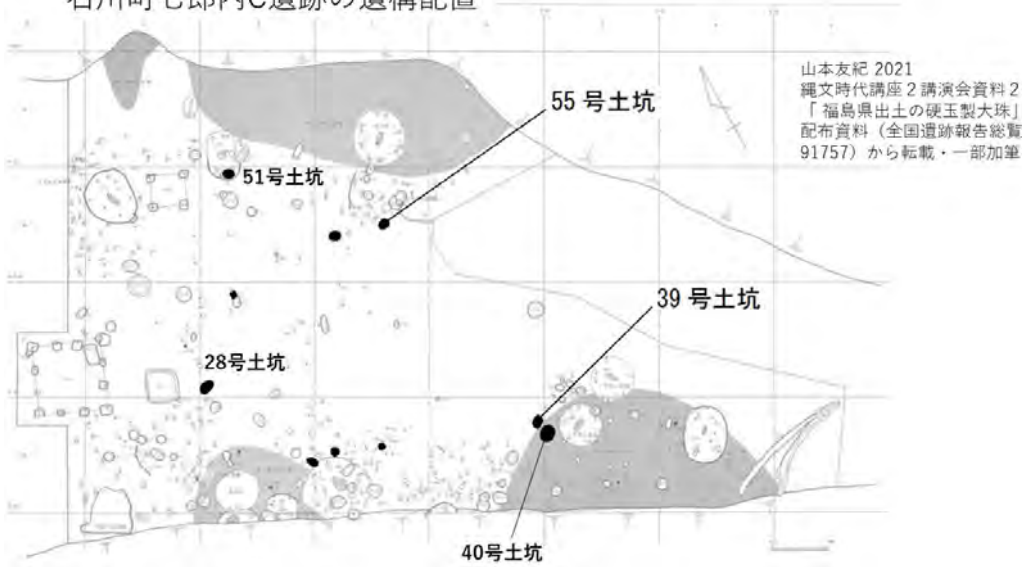 石川町七郎内C遺跡の遺構配置
山本友紀 2021
縄文時代講座2講演会資料2
「福島県出土の硬玉製大珠」
配布資料（全国遺跡報告総覧
91757）から転載・一部加筆
55号土坑
51号土坑
39号土坑
28号土坑
40号土坑